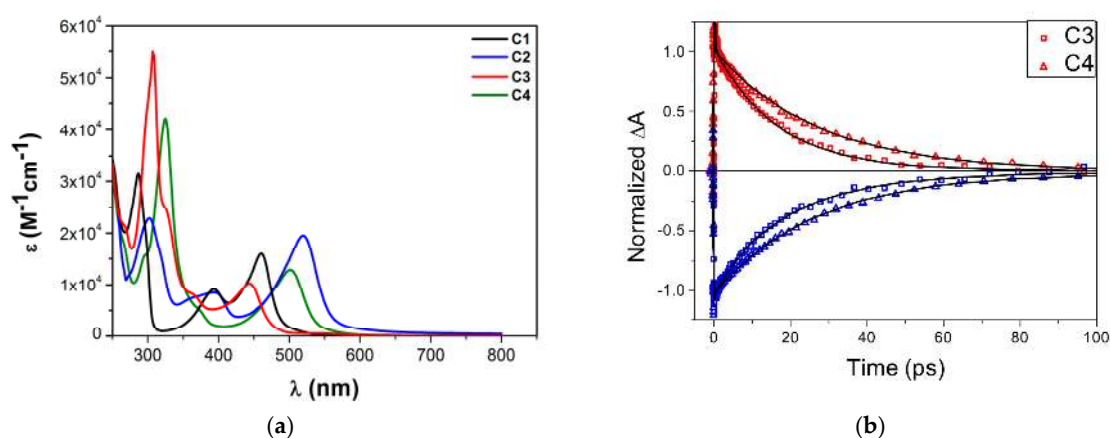 6x10⁴
5x10⁴
4x10⁴
3x10⁴
2x10⁴
1x10⁴
0
ε (M⁻¹cm⁻¹)
300 400 500 600 700 800
λ (nm)
C1
C2
C3
C4
(a)
1.0
0.5
0.0
-0.5
-1.0
Normalized ΔA
0 20 40 60 80 100
Time (ps)
C3
C4
(b)